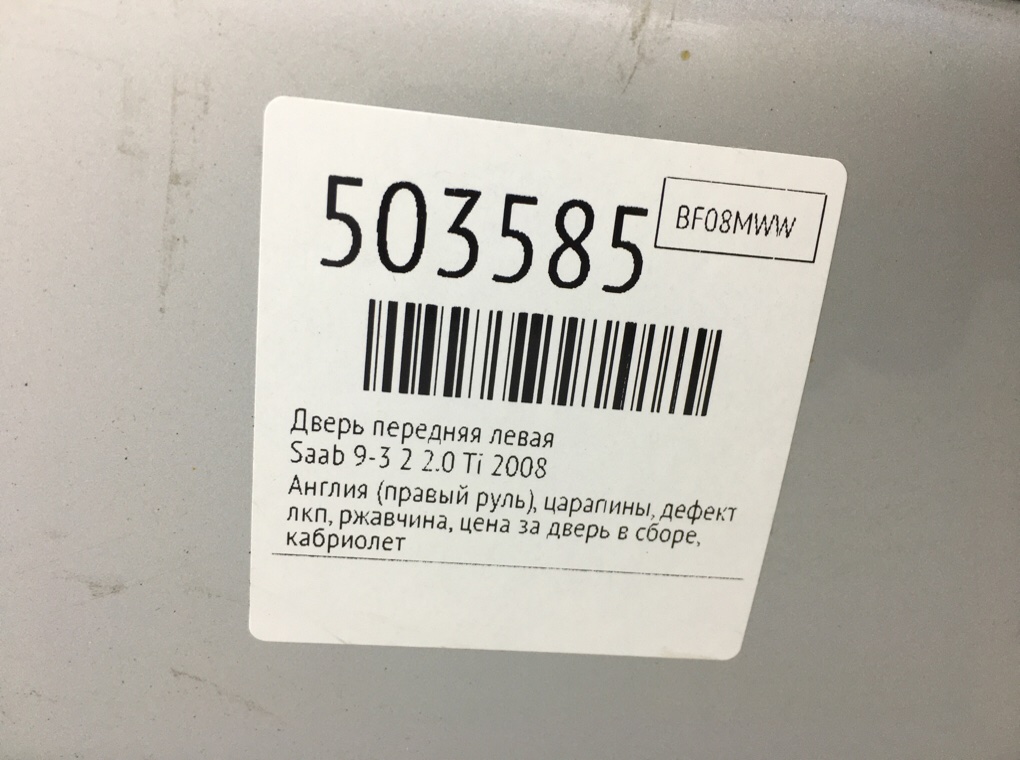 503585
BF08MWW
Дверь передняя левая
Saab 9-3 2 2.0 Ti 2008
Англия (правый руль), царапины, дефект
лкп, ржавчина, цена за дверь в сборе,
кабриолет